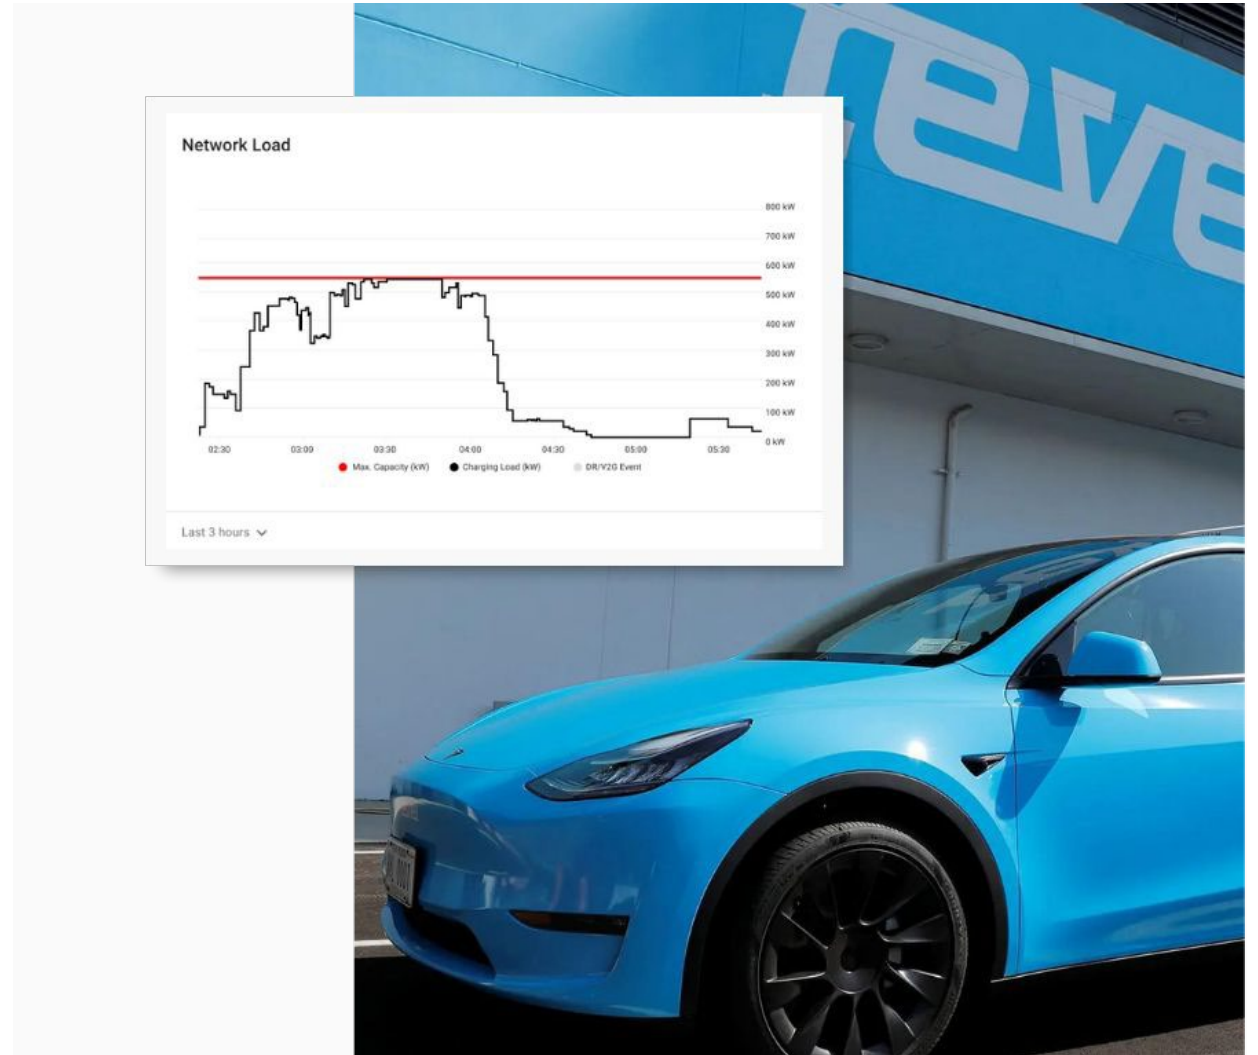 reve
Network Load
800 kW
700 kW
600 kW
500 kW
400 kW
300 kW
200 kW
100 kW
0 kW
02:30 03:09 03:30 04:00 04:30 05:00 05:30
Max. Capacity (kW) Charging Load (kW) DR/V2G Event
Last 3 hours